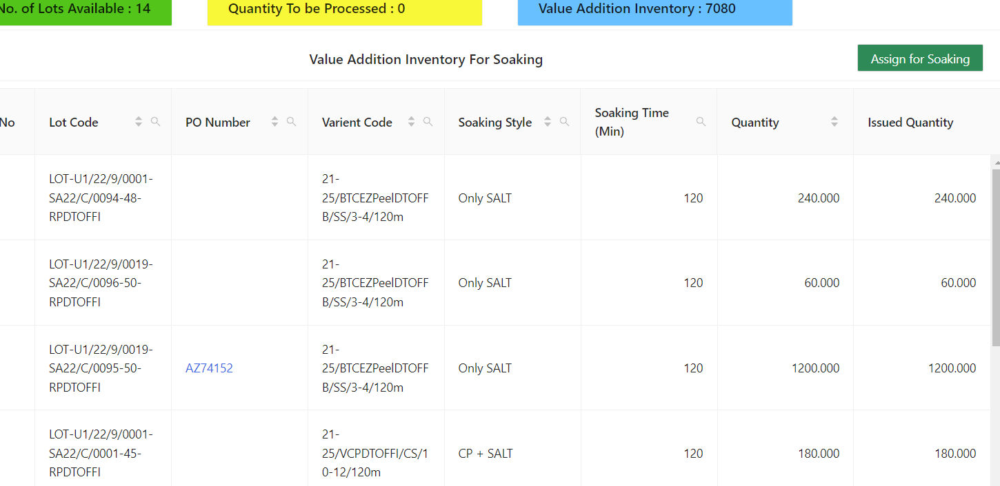 No. of Lots Available : 14
Quantity To be Processed : 0
Value Addition Inventory : 7080
Value Addition Inventory For Soaking
Assign for Soaking
No
Lot Code
PO Number
Varient Code
Soaking Style
Soaking Time
(Min)
Quantity
Issued Quantity
LOT-U1/22/9/0001-
SA22/C/0094-48-
RPDTOFFI
21-
25/BTCEZPeelDTOFF
B/SS/3-4/120m
Only SALT
120
240.000
240.000
LOT-U1/22/9/0019-
SA22/C/0096-50-
RPDTOFFI
21-
25/BTCEZPeelDTOFF
B/SS/3-4/120m
Only SALT
120
60.000
60.000
LOT-U1/22/9/0019-
SA22/C/0095-50-
RPDTOFFI
AZ74152
21-
25/BTCEZPeelDTOFF
B/SS/3-4/120m
Only SALT
120
1200.000
1200.000
LOT-U1/22/9/0001-
SA22/C/0001-45-
RPDTOFFI
21-
25/VCPDTOFFI/CS/1
0-12/120m
CP + SALT
120
180.000
180.000